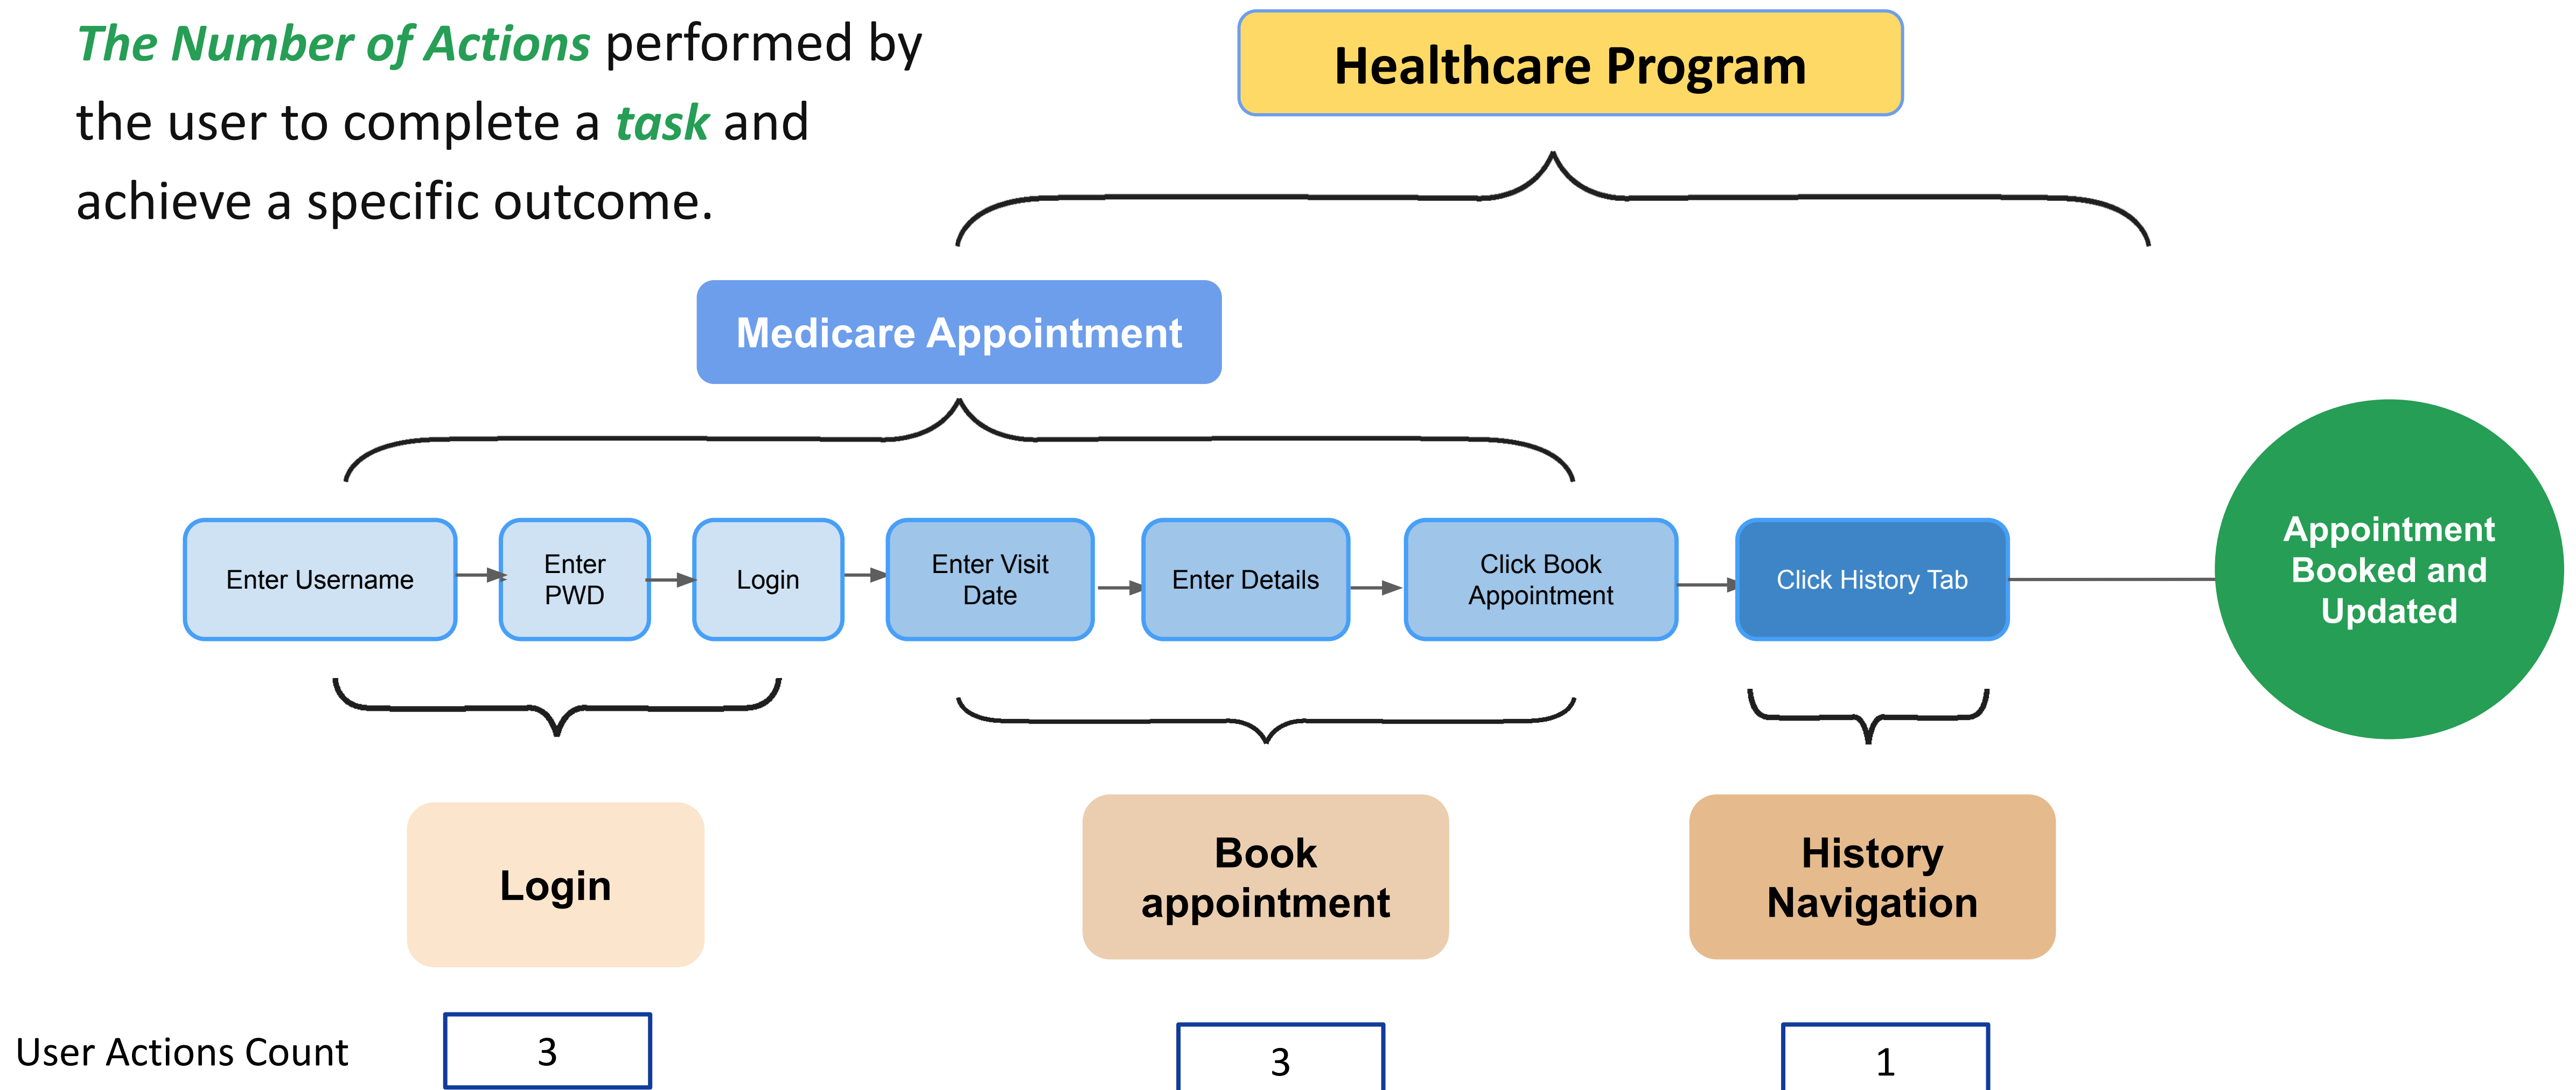 The Number of Actions performed by
the user to complete a task and
achieve a specific outcome.
Healthcare Program
Medicare Appointment
Enter Username
Enter
PWD
Login
Enter Visit
Date
Enter Details
Click Book
Appointment
Click History Tab
Appointment
Booked and
Updated
Login
Book
appointment
History
Navigation
User Actions Count
3
3
1